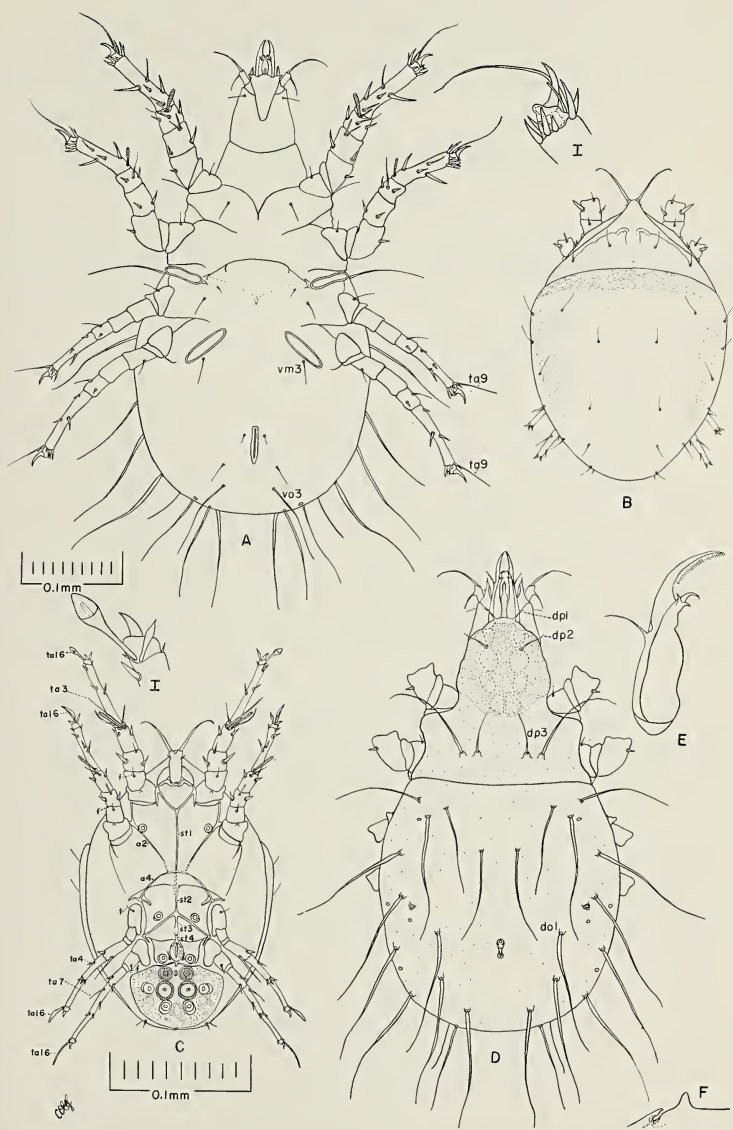 I
vm3
ta9
ta9
vo3
A
B
0.1mm
I
ta16
ta3
ta16
f
f
a2
st1
a4
st2
f
st3
st4
ta4
ta7
ta16
ta16
C
0.1mm
dp1
dp2
dp3
do1
D
E
F